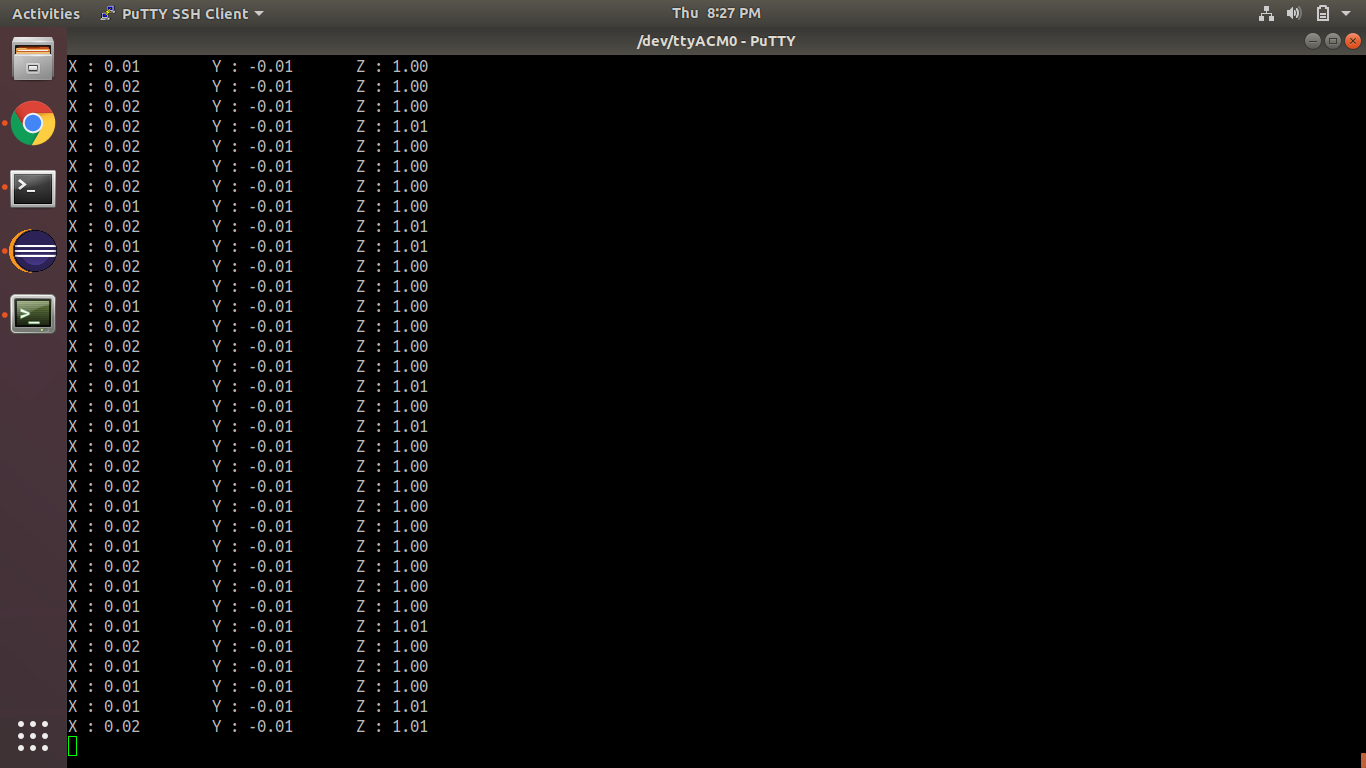 Activities PuTTY SSH Client Thu 8:27 PM
/dev/ttyACM0 - PuTTY
X : 0.01 Y : -0.01 Z : 1.00
X : 0.02 Y : -0.01 Z : 1.00
X : 0.02 Y : -0.01 Z : 1.00
X : 0.02 Y : -0.01 Z : 1.01
X : 0.02 Y : -0.01 Z : 1.00
X : 0.02 Y : -0.01 Z : 1.00
X : 0.02 Y : -0.01 Z : 1.00
X : 0.01 Y : -0.01 Z : 1.00
X : 0.02 Y : -0.01 Z : 1.01
X : 0.01 Y : -0.01 Z : 1.01
X : 0.02 Y : -0.01 Z : 1.00
X : 0.02 Y : -0.01 Z : 1.00
X : 0.01 Y : -0.01 Z : 1.00
X : 0.02 Y : -0.01 Z : 1.00
X : 0.02 Y : -0.01 Z : 1.00
X : 0.02 Y : -0.01 Z : 1.00
X : 0.01 Y : -0.01 Z : 1.01
X : 0.01 Y : -0.01 Z : 1.00
X : 0.01 Y : -0.01 Z : 1.01
X : 0.02 Y : -0.01 Z : 1.00
X : 0.02 Y : -0.01 Z : 1.00
X : 0.02 Y : -0.01 Z : 1.00
X : 0.01 Y : -0.01 Z : 1.00
X : 0.02 Y : -0.01 Z : 1.00
X : 0.01 Y : -0.01 Z : 1.00
X : 0.02 Y : -0.01 Z : 1.00
X : 0.01 Y : -0.01 Z : 1.00
X : 0.01 Y : -0.01 Z : 1.00
X : 0.01 Y : -0.01 Z : 1.01
X : 0.02 Y : -0.01 Z : 1.00
X : 0.01 Y : -0.01 Z : 1.00
X : 0.01 Y : -0.01 Z : 1.00
X : 0.01 Y : -0.01 Z : 1.01
X : 0.02 Y : -0.01 Z : 1.01